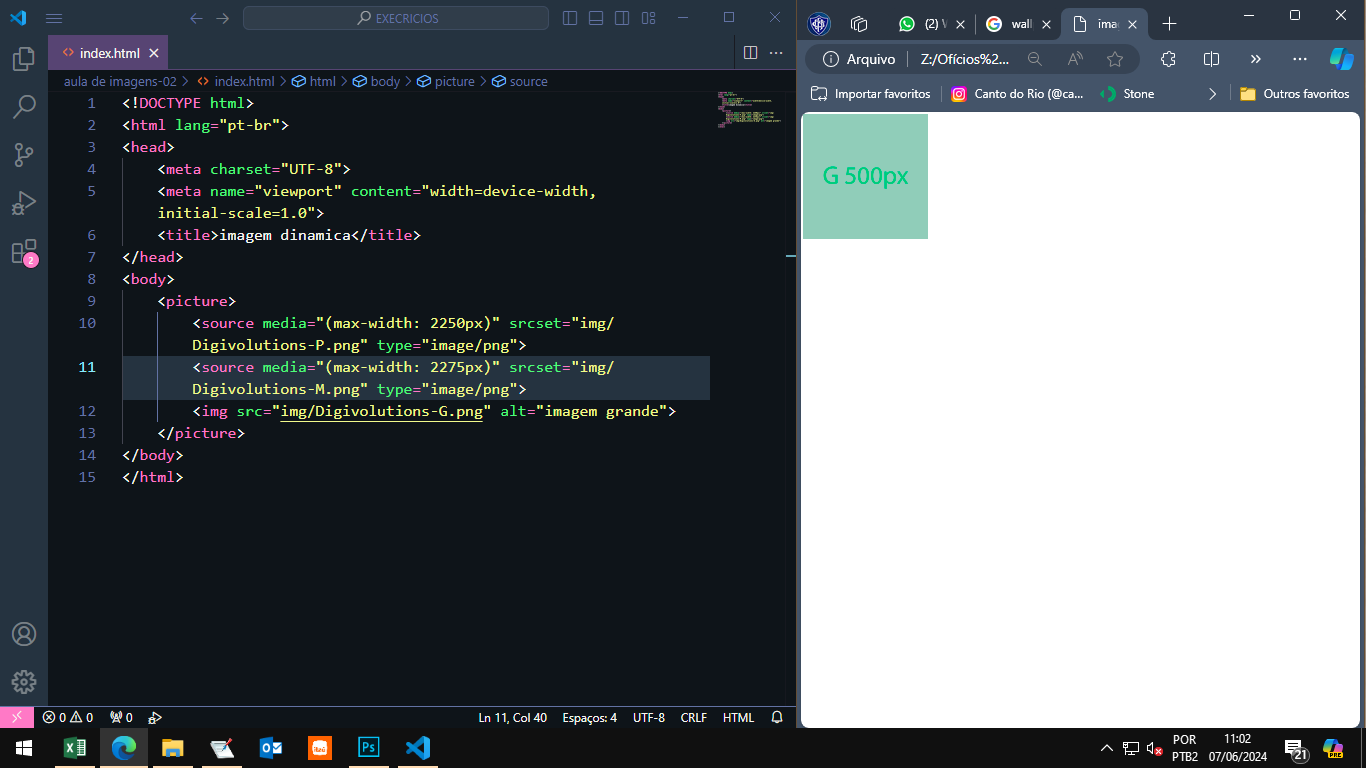 EXECRICIOS
index.html
aula de imagens-02 > index.html > html > body > picture > source
1 <!DOCTYPE html>
2 <html lang="pt-br">
3 <head>
4 <meta charset="UTF-8">
5 <meta name="viewport" content="width=device-width,
initial-scale=1.0">
6 <title>imagem dinamica</title>
7 </head>
8 <body>
9 <picture>
10 <source media="(max-width: 2250px)" srcset="img/
Digivolutions-P.png" type="image/png">
11 <source media="(max-width: 2275px)" srcset="img/
Digivolutions-M.png" type="image/png">
12 <img src="img/Digivolutions-G.png" alt="imagem grande">
13 </picture>
14 </body>
15 </html>
2
0 0 0
Ln 11, Col 40 Espaços: 4 UTF-8 CRLF HTML
(2) wall ima
Arquivo Z:/Ofícios%2...
Importar favoritos Canto do Rio (@ca... Stone Outros favoritos
G 500px
Itaú Ps
POR 11:02
PTB2 07/06/2024 21 PRE